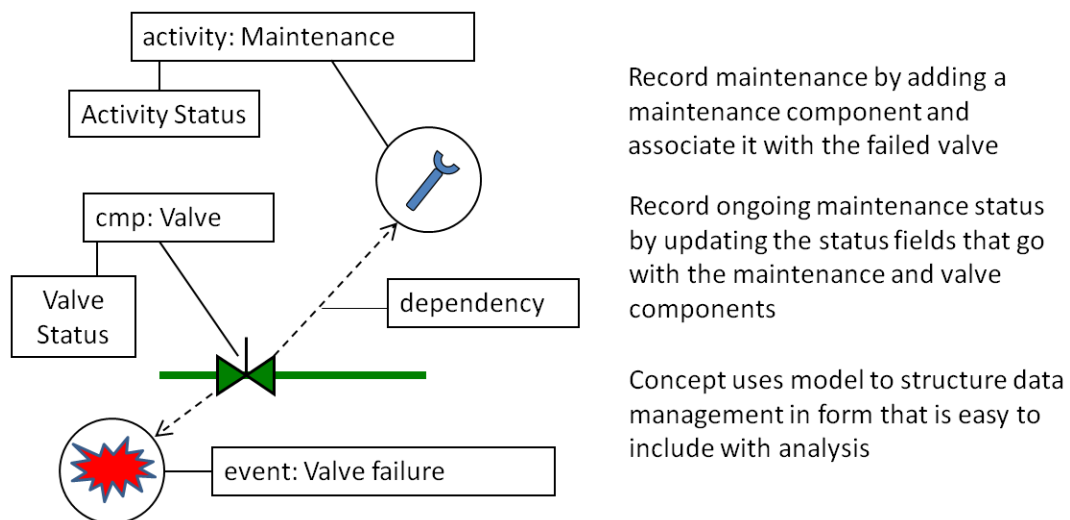 activity: Maintenance
Activity Status
cmp: Valve
Valve
Status
dependency
event: Valve failure
Record maintenance by adding a
maintenance component and
associate it with the failed valve
Record ongoing maintenance status
by updating the status fields that go
with the maintenance and valve
components
Concept uses model to structure data
management in form that is easy to
include with analysis